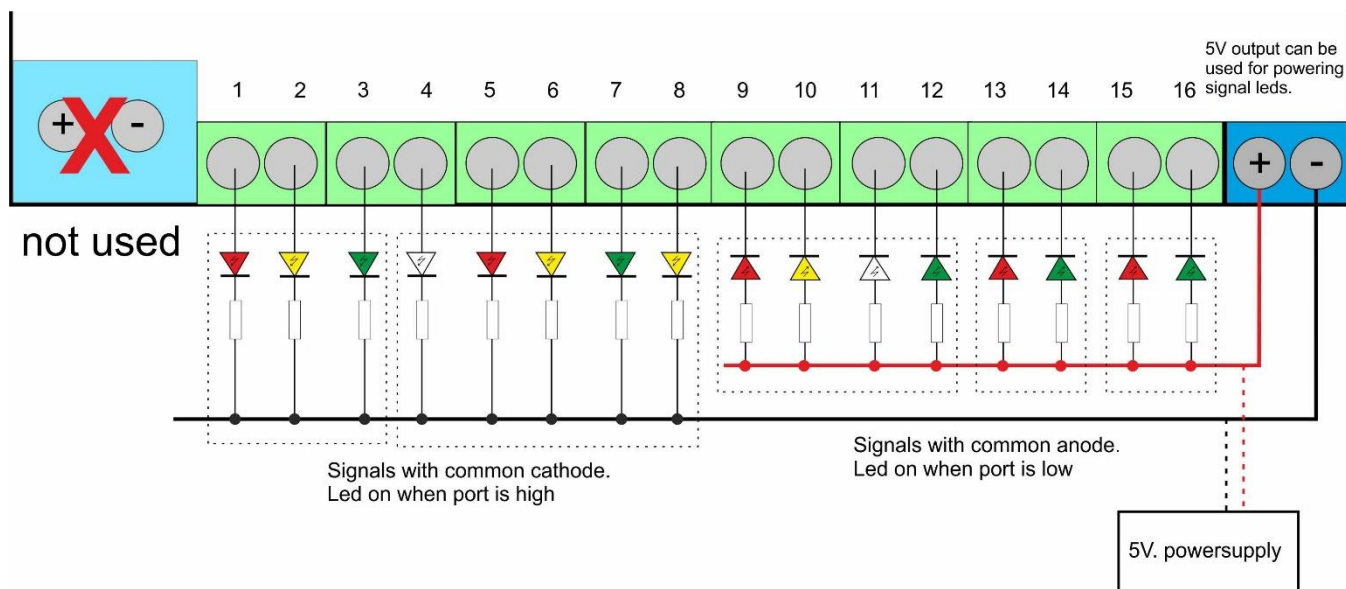 5V output can be
used for powering
signal leds.
1 2 3 4 5 6 7 8 9 10 11 12 13 14 15 16
+ X - + -
not used
Signals with common cathode.
Led on when port is high
Signals with common anode.
Led on when port is low
5V. powersupply